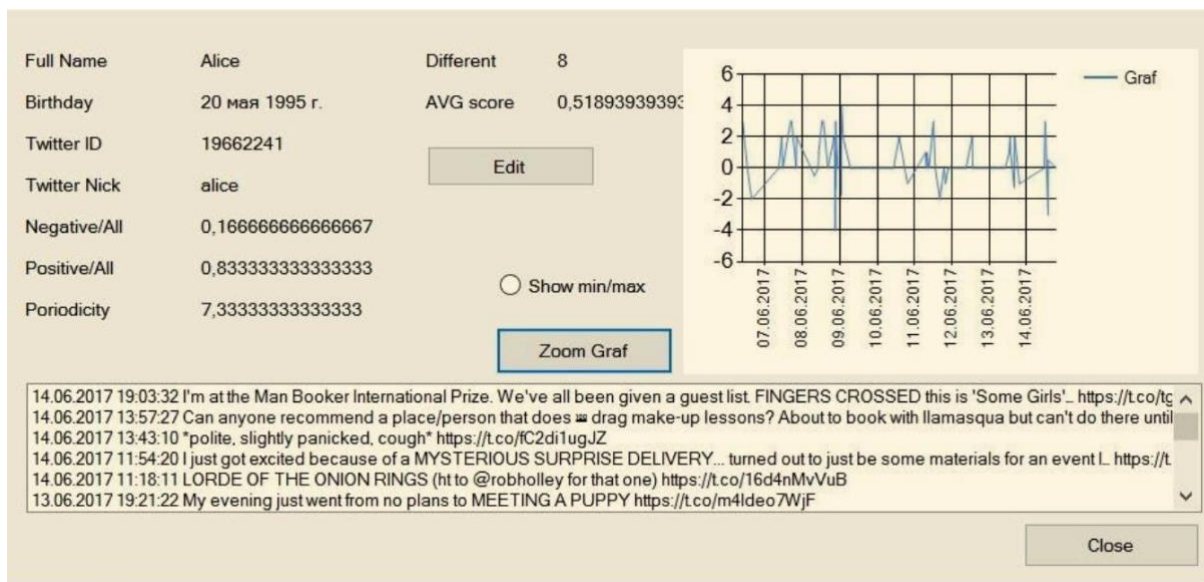 Full Name Alice Different 8
Birthday 20 мая 1995 г. AVG score 0,51893939393
Twitter ID 19662241
Twitter Nick alice
Edit
Negative/All 0,166666666666667
Positive/All 0,833333333333333
Show min/max
Poriodicity 7,33333333333333
Zoom Graf
6
4
2
0
-2
-4
-6
07.06.2017
08.06.2017
09.06.2017
10.06.2017
11.06.2017
12.06.2017
13.06.2017
14.06.2017
Graf
14.06.2017 19:03:32 I'm at the Man Booker International Prize. We've all been given a guest list. FINGERS CROSSED this is 'Some Girls'... https://t.co/tg
14.06.2017 13:57:27 Can anyone recommend a place/person that does drag make-up lessons? About to book with llamasqua but can't do there until
14.06.2017 13:43:10 *polite, slightly panicked, cough* https://t.co/fC2di1ugJZ
14.06.2017 11:54:20 I just got excited because of a MYSTERIOUS SURPRISE DELIVERY... turned out to just be some materials for an event I... https://t.
14.06.2017 11:18:11 LORDE OF THE ONION RINGS (ht to @robholley for that one) https://t.co/16d4nMvVuB
13.06.2017 19:21:22 My evening just went from no plans to MEETING A PUPPY https://t.co/m4Ideo7WjF
Close